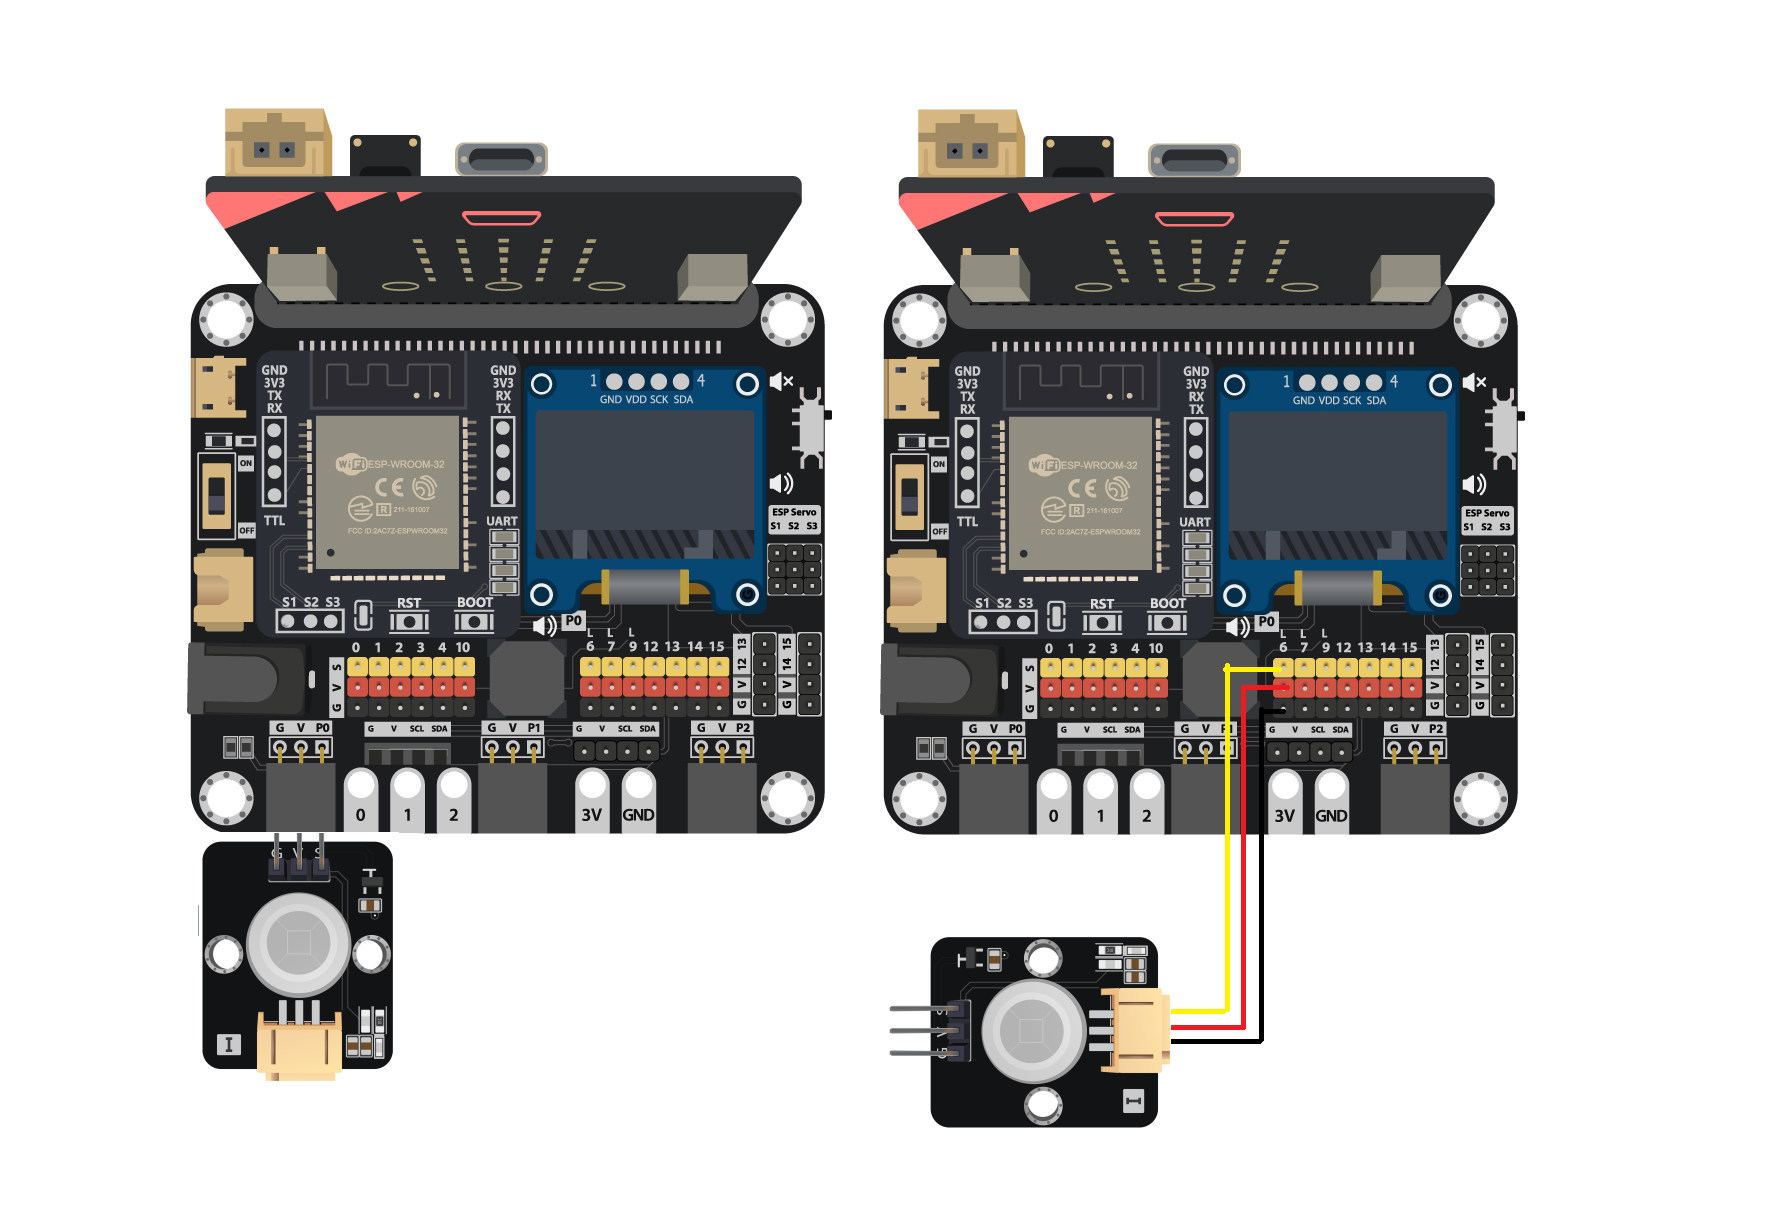 1 4
GND VDD SCK SDA
GND
3V3
TX
RX
GND
3V3
RX
TX
WiFi ESP-WROOM-32
CE
R 211-161007
FCC ID:2AC7Z-ESPWROOM32
ON
OFF
TTL
UART
ESP Servo
S1 S2 S3
S1 S2 S3
RST
BOOT
P0
L L L
0 1 2 3 4 10
6 7 9 12 13 14 15
S
V
G
13
12
V
G
15
14
V
G
G V P0
G V SCL SDA
G V P1
G V SCL SDA
G V P2
0 1 2 3V GND
G V S
I
1 4
GND VDD SCK SDA
GND
3V3
TX
RX
GND
3V3
RX
TX
WiFi ESP-WROOM-32
CE
R 211-161007
FCC ID:2AC7Z-ESPWROOM32
ON
OFF
TTL
UART
ESP Servo
S1 S2 S3
S1 S2 S3
RST
BOOT
P0
L L L
0 1 2 3 4 10
6 7 9 12 13 14 15
S
V
G
13
12
V
G
15
14
V
G
G V P0
G V SCL SDA
G V
G V SCL SDA
G V P2
0 1 2 3V GND
I